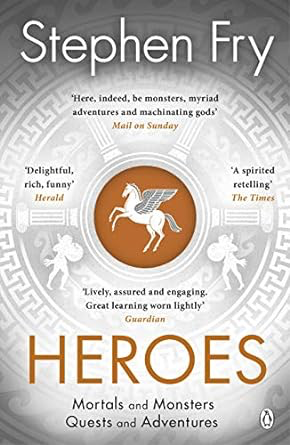 Stephen Fry
‘Here, indeed, be monsters, myriad
adventures and machinating gods’
Mail on Sunday
‘Delightful,
rich, funny’
Herald
‘A spirited
retelling’
The Times
‘Lively, assured and engaging.
Great learning worn lightly’
Guardian
HEROES
Mortals and Monsters
Quests and Adventures